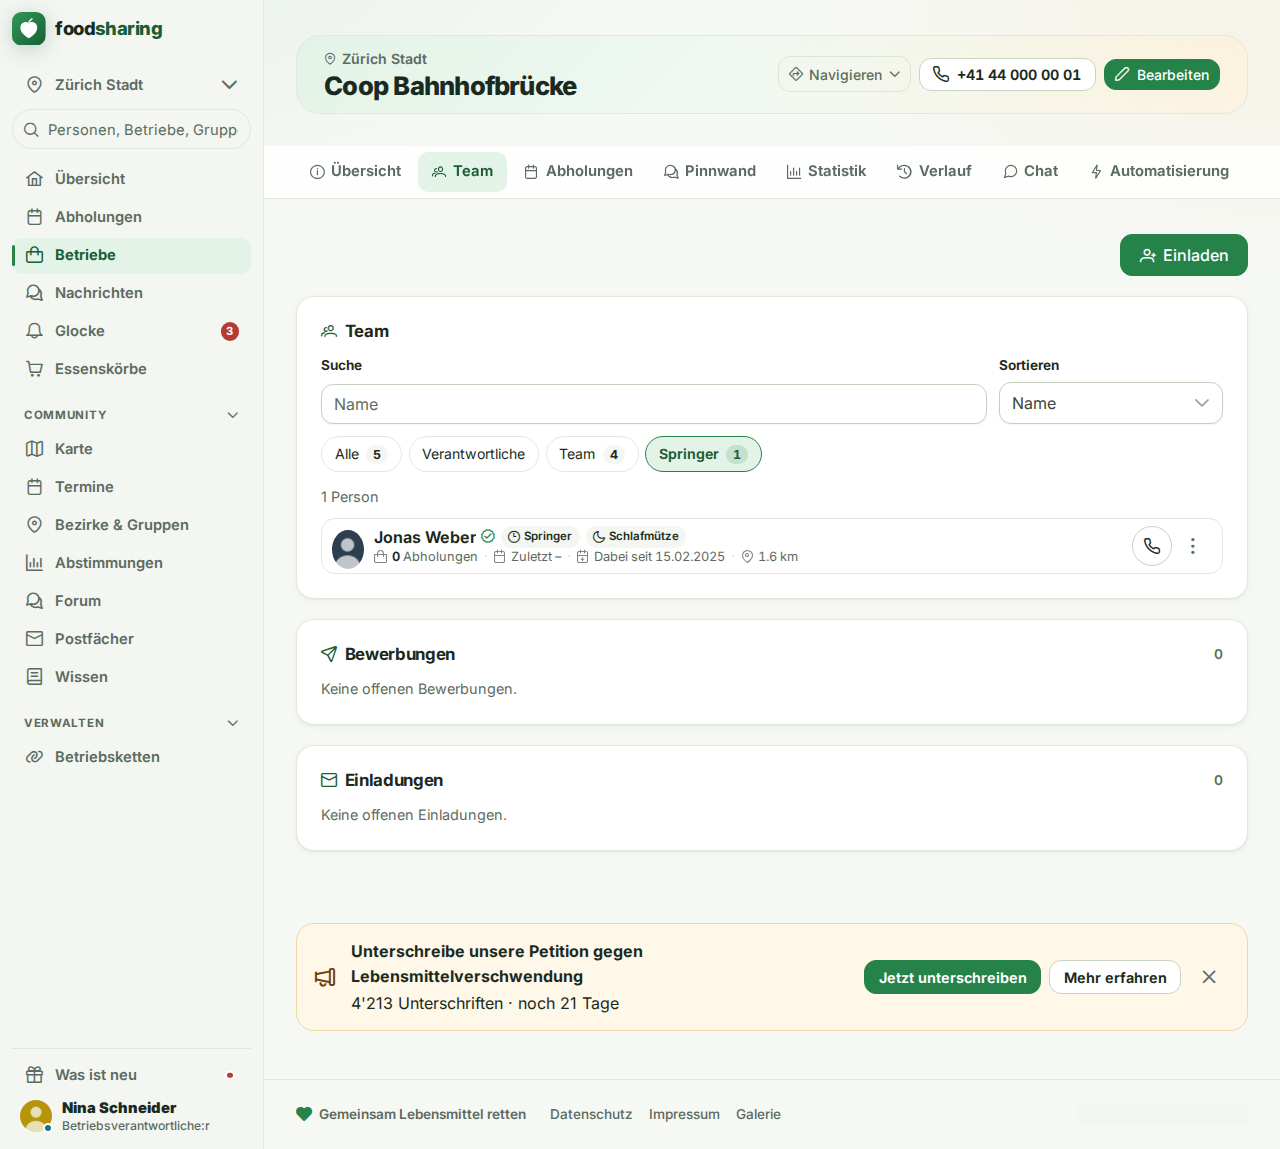 foodsharing
Zürich Stadt
Personen, Betriebe, Grupp
Übersicht
Abholungen
Betriebe
Nachrichten
Glocke 3
Essenskörbe
COMMUNITY
Karte
Termine
Bezirke & Gruppen
Abstimmungen
Forum
Postfächer
Wissen
VERWALTEN
Betriebsketten
Was ist neu
Nina Schneider
Betriebsverantwortliche:r
Zürich Stadt
Coop Bahnhofbrücke
Navigieren
+41 44 000 00 01
Bearbeiten
Übersicht Team Abholungen Pinnwand Statistik Verlauf Chat Automatisierung
Einladen
Team
Suche Sortieren
Name Name
Alle 5 Verantwortliche Team 4 Springer 1
1 Person
Jonas Weber Springer Schlafmütze
0 Abholungen · Zuletzt – · Dabei seit 15.02.2025 · 1.6 km
Bewerbungen 0
Keine offenen Bewerbungen.
Einladungen 0
Keine offenen Einladungen.
Unterschreibe unsere Petition gegen
Lebensmittelverschwendung
4'213 Unterschriften · noch 21 Tage
Jetzt unterschreiben Mehr erfahren
Gemeinsam Lebensmittel retten Datenschutz Impressum Galerie